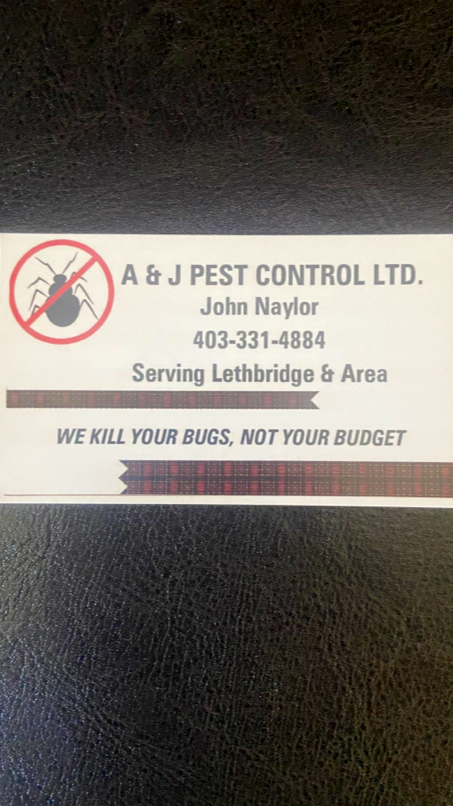 A & J PEST CONTROL LTD.
John Naylor
403-331-4884
Serving Lethbridge & Area
WE KILL YOUR BUGS, NOT YOUR BUDGET